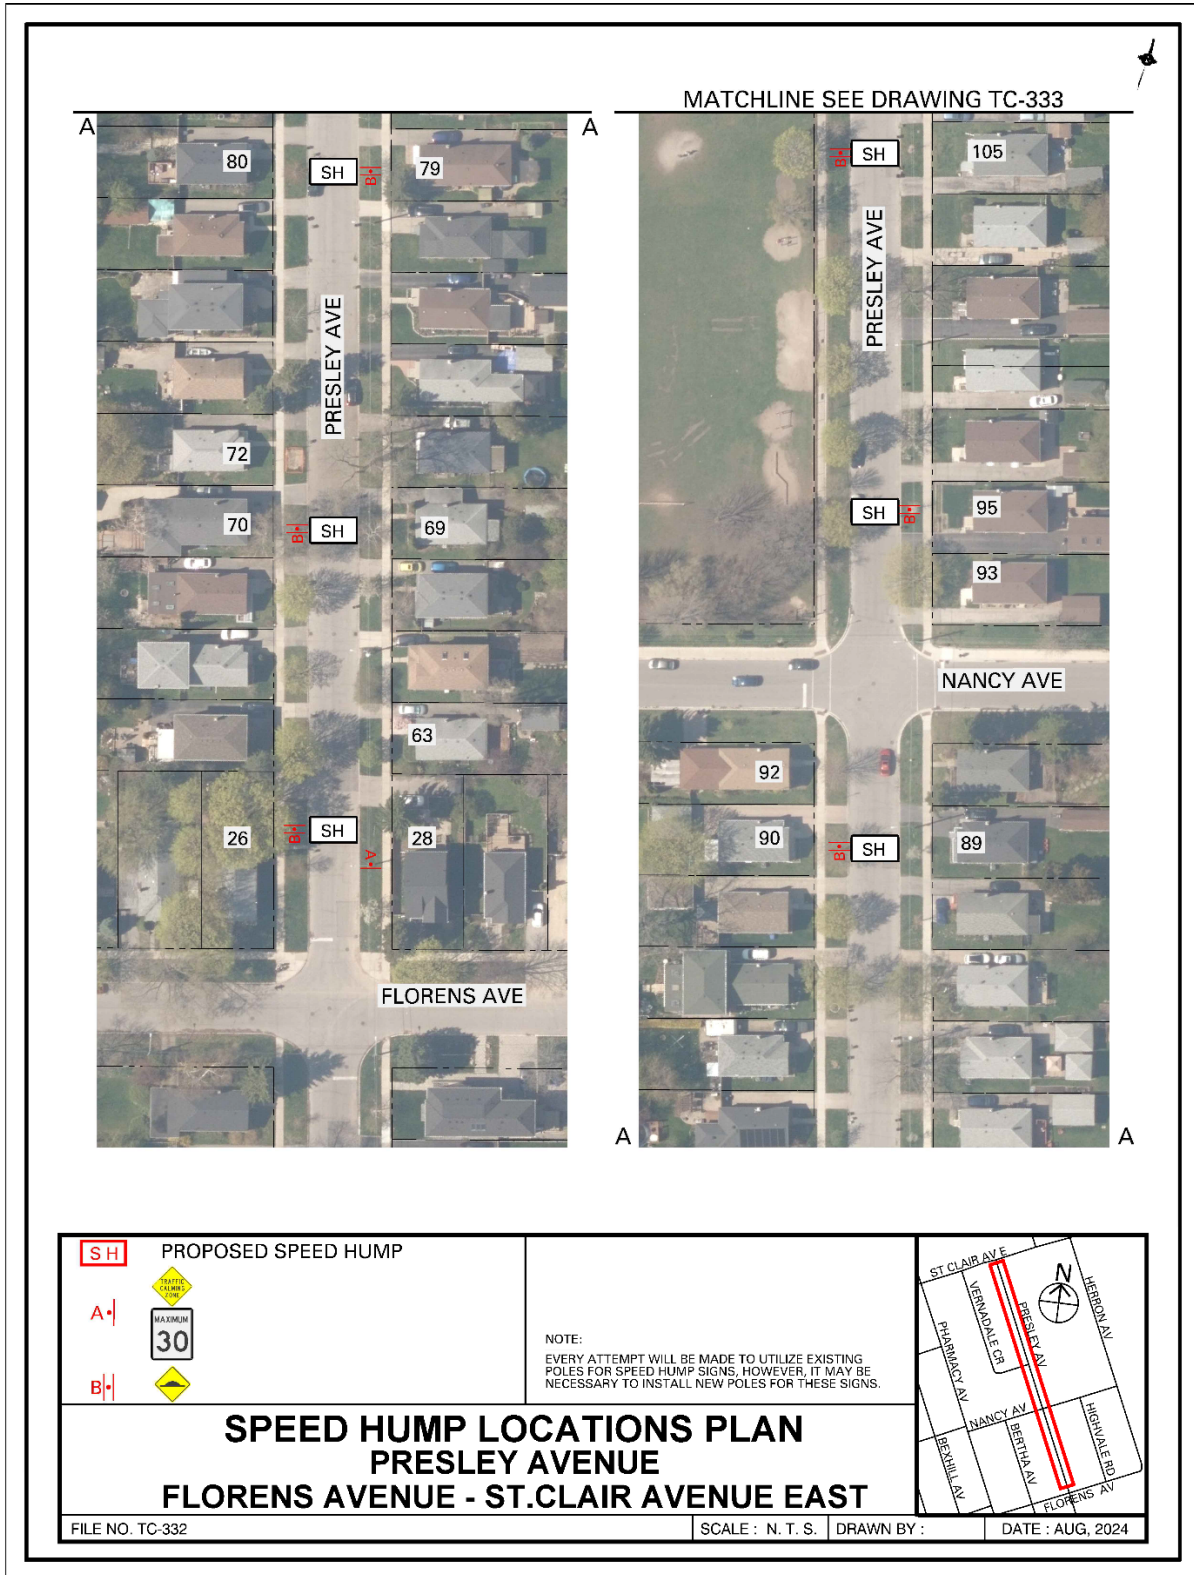 MATCHLINE SEE DRAWING TC-333
A
A
80
SH
B
79
PRESLEY AVE
72
70
B
SH
69
63
26
B
SH
A
28
FLORENS AVE
B
SH
105
PRESLEY AVE
SH
B
95
93
NANCY AVE
92
90
B
SH
89
A
A
SH
PROPOSED SPEED HUMP
TRAFFIC
CALMING
ZONE
A
MAXIMUM
30
B
NOTE:
EVERY ATTEMPT WILL BE MADE TO UTILIZE EXISTING
POLES FOR SPEED HUMP SIGNS, HOWEVER, IT MAY BE
NECESSARY TO INSTALL NEW POLES FOR THESE SIGNS.
SPEED HUMP LOCATIONS PLAN
PRESLEY AVENUE
FLORENS AVENUE - ST.CLAIR AVENUE EAST
FILE NO. TC-332
SCALE : N. T. S.
DRAWN BY :
DATE : AUG, 2024
ST CLAIR AV E
N
VERNADALE CR
PRESLEY AV
HERRON AV
PHARMACY AV
NANCY AV
BEXHILL AV
BERTHA AV
HIGHVALE RD
FLORENS AV